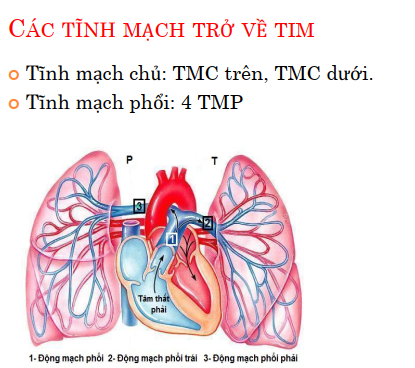 CÁC TĨNH MẠCH TRỞ VỀ TIM
Tĩnh mạch chủ: TMC trên, TMC dưới.
Tĩnh mạch phổi: 4 TMP
P T
3
2
1
Tâm thất
phải
1- Động mạch phổi 2- Động mạch phổi trái 3- Động mạch phổi phải